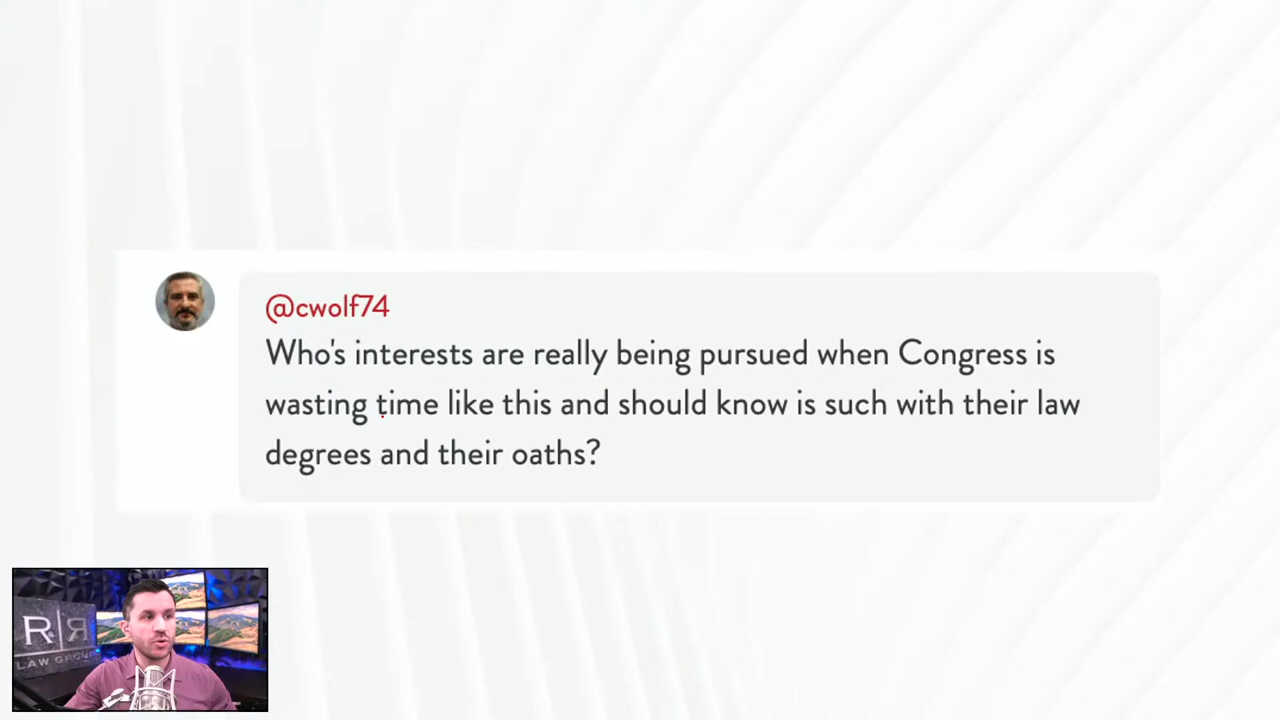 @cwolf74
Who's interests are really being pursued when Congress is
wasting time like this and should know is such with their law
degrees and their oaths?
R|R
LAW GROUP